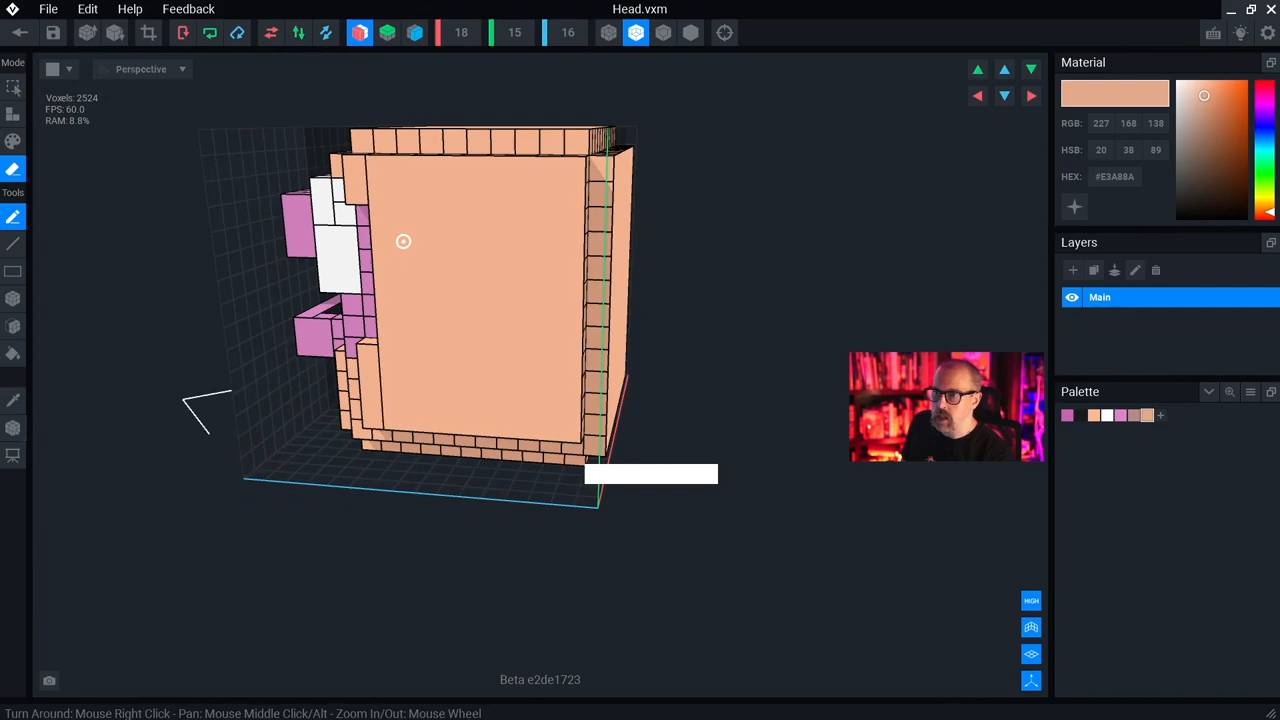 File Edit Help Feedback
Head.vxm
18 15 16
Mode
Perspective
Voxels: 2524
FPS: 60.0
RAM: 8.8%
Tools
Material
RGB: 227 168 138
HSB: 20 38 89
HEX: #E3A88A
Layers
Main
Palette
HIGH
Beta e2de1723
Turn Around: Mouse Right Click - Pan: Mouse Middle Click/Alt - Zoom In/Out: Mouse Wheel